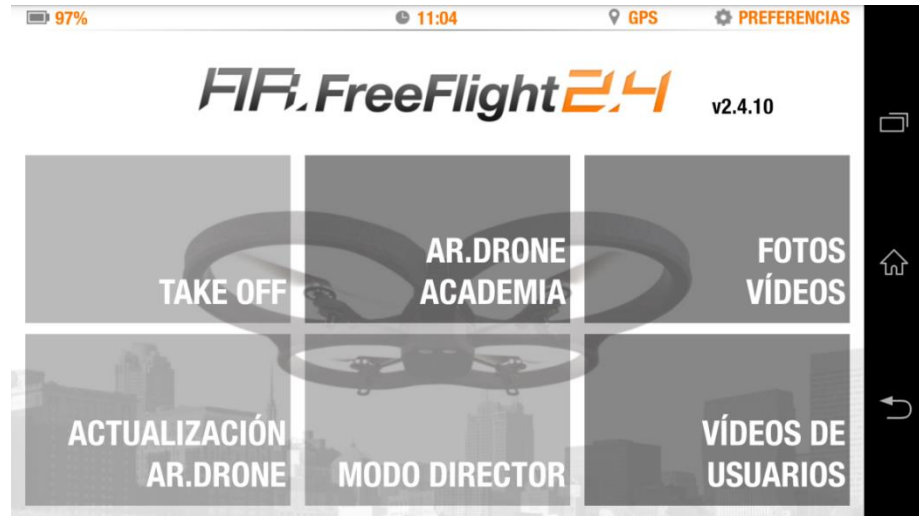 97%
11:04
GPS
PREFERENCIAS
AR.FreeFlight2.4
v2.4.10
TAKE OFF
AR.DRONE
ACADEMIA
FOTOS
VÍDEOS
ACTUALIZACIÓN
AR.DRONE
MODO DIRECTOR
VÍDEOS DE
USUARIOS